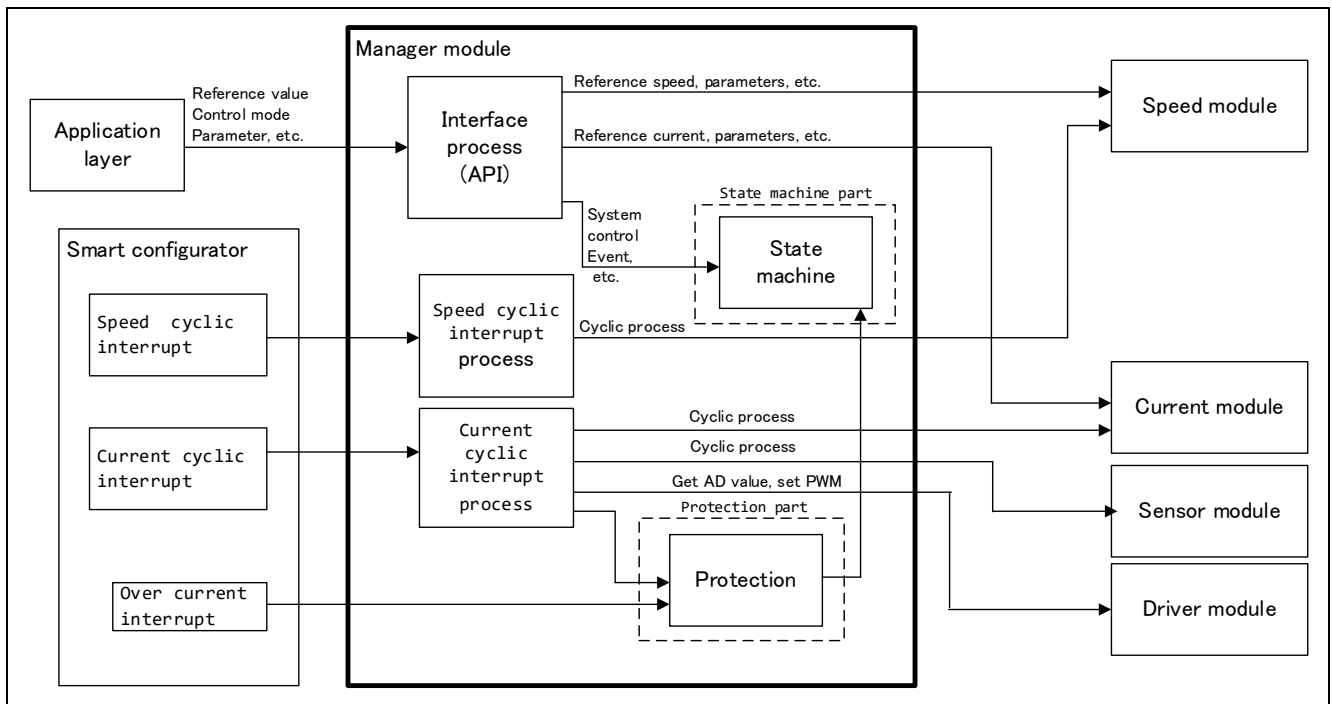 Manager module
Reference value
Control mode
Parameter, etc.
Application
layer
Interface
process
(API)
Reference speed, parameters, etc.
Reference current, parameters, etc.
Speed module
State machine part
System
control
Event,
etc.
State
machine
Smart configurator
Speed cyclic
interrupt
Speed cyclic
interrupt
process
Cyclic process
Current module
Current cyclic
interrupt
Current
cyclic
interrupt
process
Cyclic process
Cyclic process
Get AD value, set PWM
Sensor module
Protection part
Protection
Over current
interrupt
Driver module